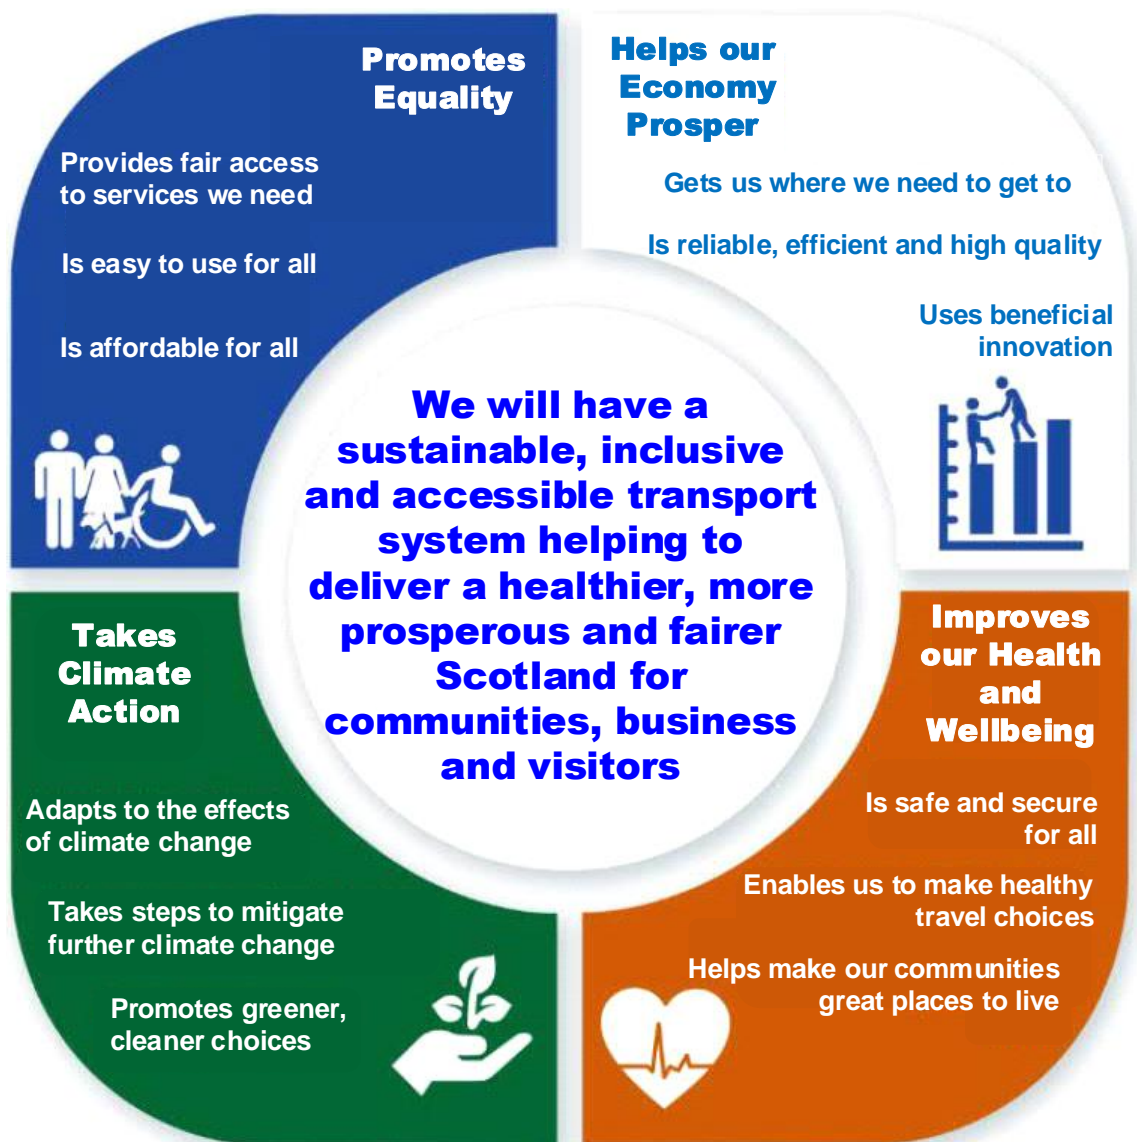 Promotes
Equality
Provides fair access
to services we need
Is easy to use for all
Is affordable for all
Helps our
Economy
Prosper
Gets us where we need to get to
Is reliable, efficient and high quality
Uses beneficial
innovation
We will have a
sustainable, inclusive
and accessible transport
system helping to
deliver a healthier, more
prosperous and fairer
Scotland for
communities, business
and visitors
Takes
Climate
Action
Adapts to the effects
of climate change
Takes steps to mitigate
further climate change
Promotes greener,
cleaner choices
Improves
our Health
and
Wellbeing
Is safe and secure
for all
Enables us to make healthy
travel choices
Helps make our communities
great places to live